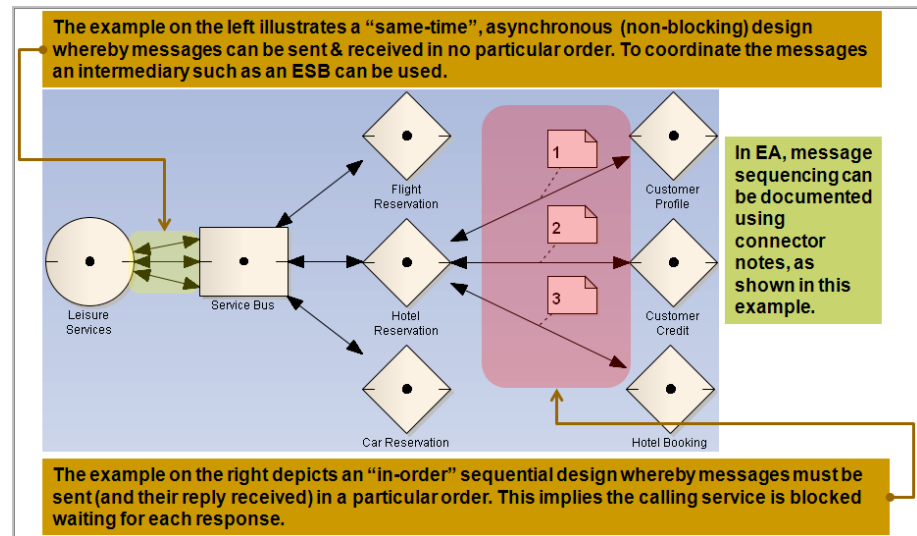 The example on the left illustrates a “same-time”, asynchronous (non-blocking) design
whereby messages can be sent & received in no particular order. To coordinate the messages
an intermediary such as an ESB can be used.
Flight
Reservation
1
Customer
Profile
In EA, message
sequencing can
be documented
using
connector
notes, as
shown in this
example.
Leisure
Services
Service Bus
Hotel
Reservation
2
3
Customer
Credit
Car Reservation
Hotel Booking
The example on the right depicts an “in-order” sequential design whereby messages must be
sent (and their reply received) in a particular order. This implies the calling service is blocked
waiting for each response.